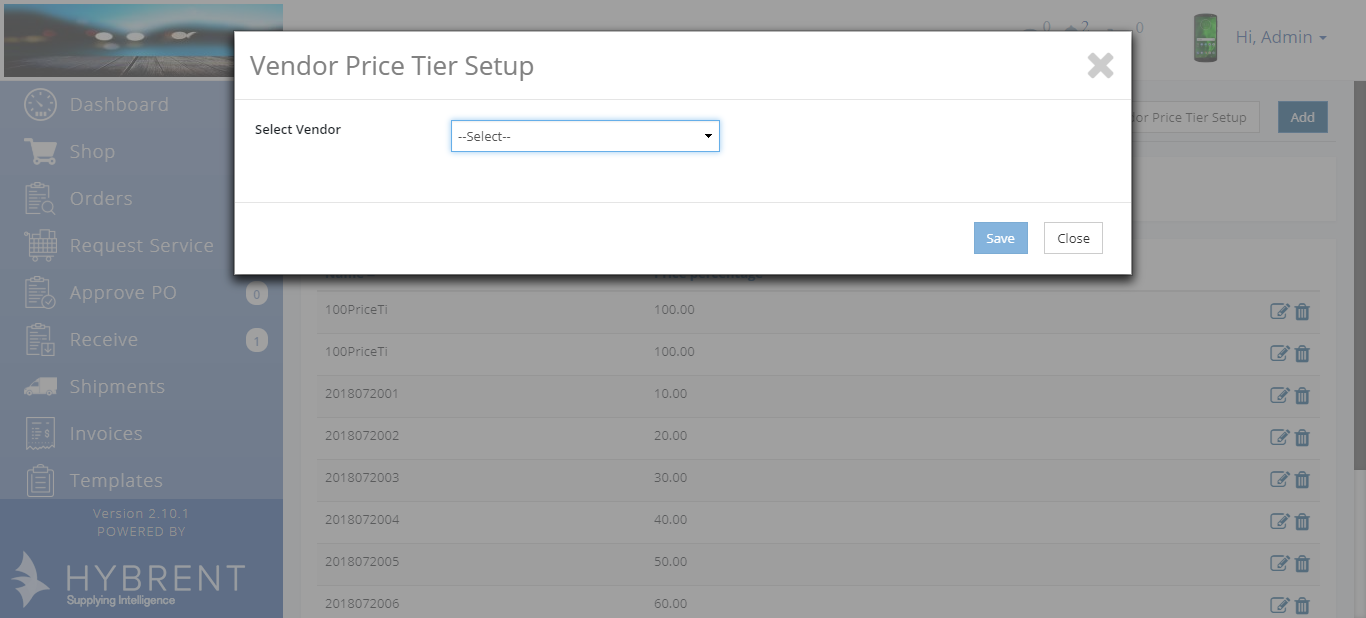 0 2 0
Hi, Admin
Vendor Price Tier Setup
Select Vendor
--Select--
Save
Close
Price Tier Setup
Add
Dashboard
Shop
Orders
Request Service
Approve PO 0
Receive 1
Shipments
Invoices
Templates
Version 2.10.1
POWERED BY
HYBRENT
Supplying Intelligence
100PriceTi 100.00
100PriceTi 100.00
2018072001 10.00
2018072002 20.00
2018072003 30.00
2018072004 40.00
2018072005 50.00
2018072006 60.00